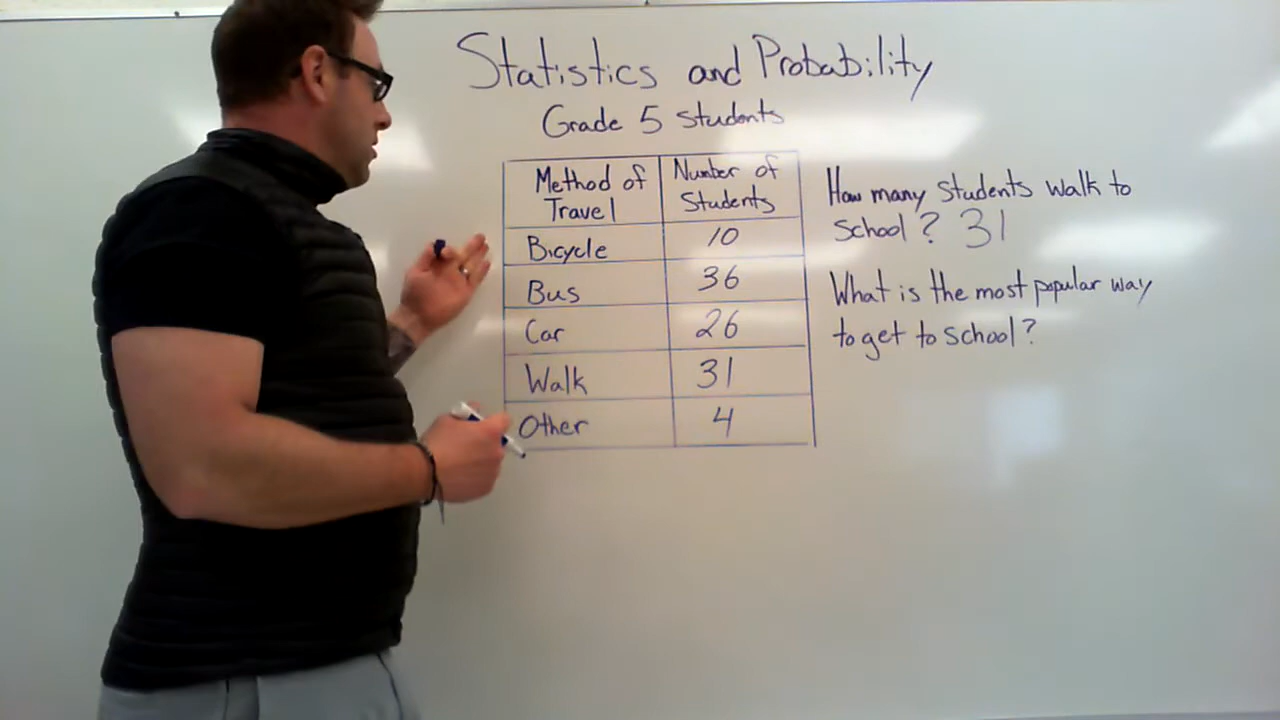 Statistics and Probability
Grade 5 Students
Method of Travel Number of Students
Bicycle 10
Bus 36
Car 26
Walk 31
Other 4
How many students walk to
school? 31
What is the most popular way
to get to school?